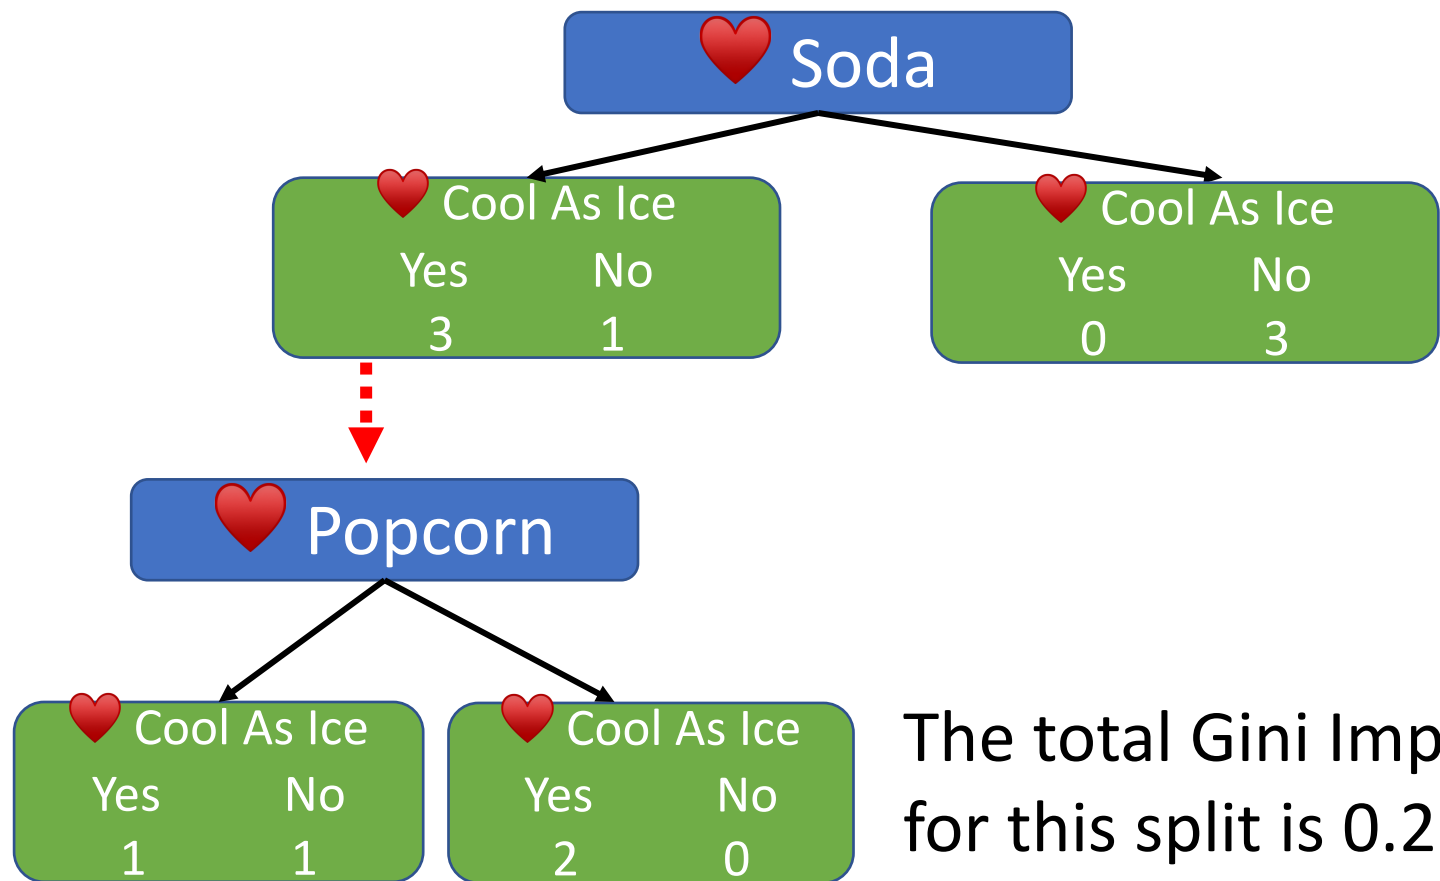 Soda
Cool As Ice
Yes No
3 1
Cool As Ice
Yes No
0 3
Popcorn
Cool As Ice
Yes No
1 1
Cool As Ice
Yes No
2 0
The total Gini
for this split is 0.2